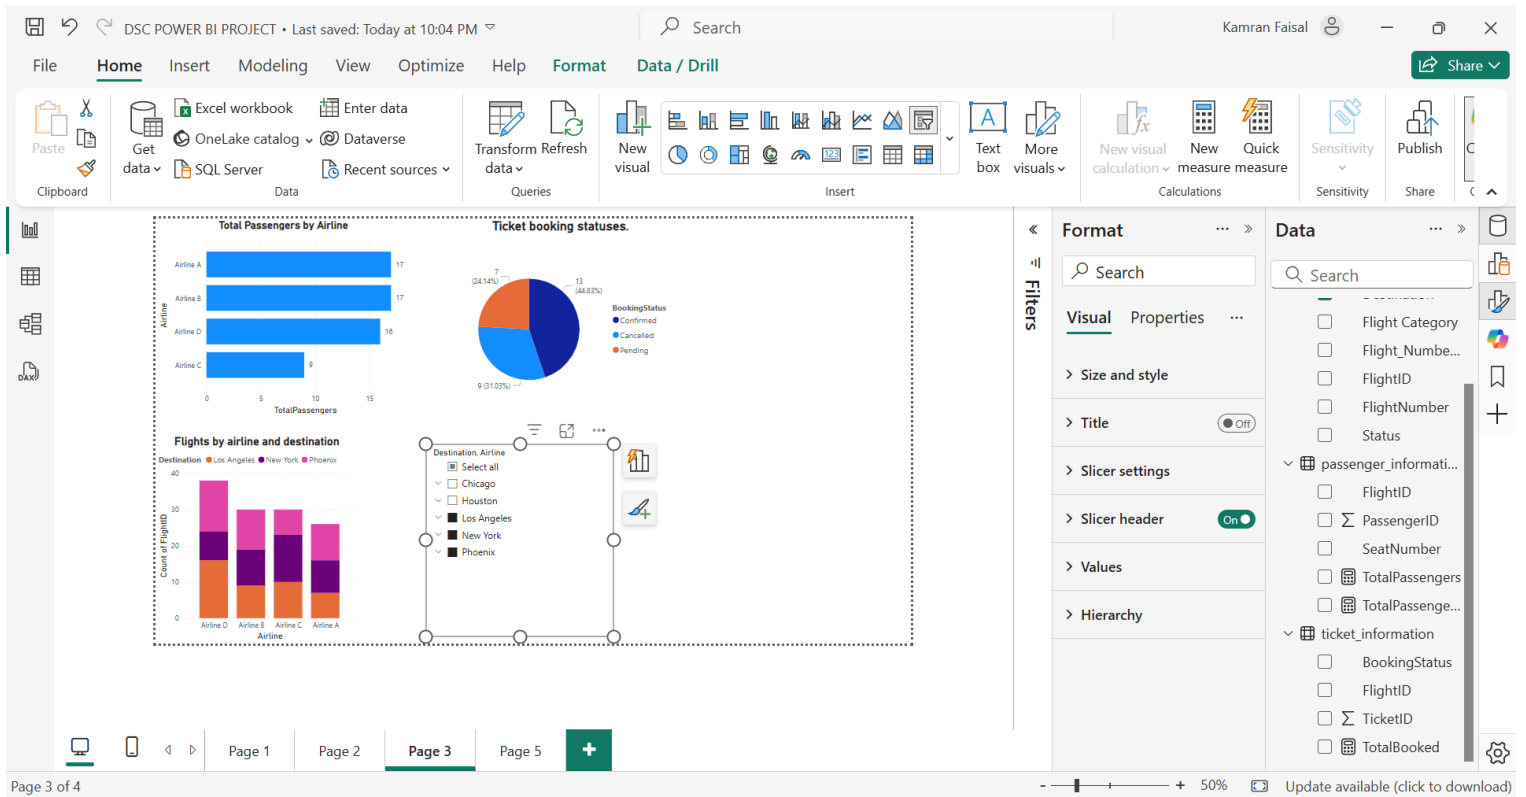 DSC POWER BI PROJECT • Last saved: Today at 10:04 PM
Search
Kamran Faisal
File Home Insert Modeling View Optimize Help Format Data / Drill
Share
Paste
Clipboard
Get data
Excel workbook
OneLake catalog
SQL Server
Enter data
Dataverse
Recent sources
Data
Transform data
Refresh
Queries
New visual
123
Insert
A
Text box
More visuals
New visual calculation
New measure
Quick measure
Calculations
Sensitivity
Sensitivity
Publish
Share
DAX
Total Passengers by Airline
Airline
Airline A 17
Airline B 17
Airline D 16
Airline C 9
0 5 10 15
TotalPassengers
Ticket booking statuses.
7
(24.14%)
13
(44.83%)
9 (31.03%)
BookingStatus
Confirmed
Cancelled
Pending
Flights by airline and destination
Destination Los Angeles New York Phoenix
Count of FlightID
40
30
20
10
0
Airline D Airline B Airline C Airline A
Airline
Destination, Airline
Select all
Chicago
Houston
Los Angeles
New York
Phoenix
Filters
Format
Search
Visual Properties
Size and style
Title Off
Slicer settings
Slicer header On
Values
Hierarchy
Data
Search
Flight Category
Flight_Numbe...
FlightID
FlightNumber
Status
passenger_informati...
FlightID
PassengerID
SeatNumber
TotalPassengers
TotalPassenge...
ticket_information
BookingStatus
FlightID
TicketID
TotalBooked
Page 1 Page 2 Page 3 Page 5
Page 3 of 4
50%
Update available (click to download)